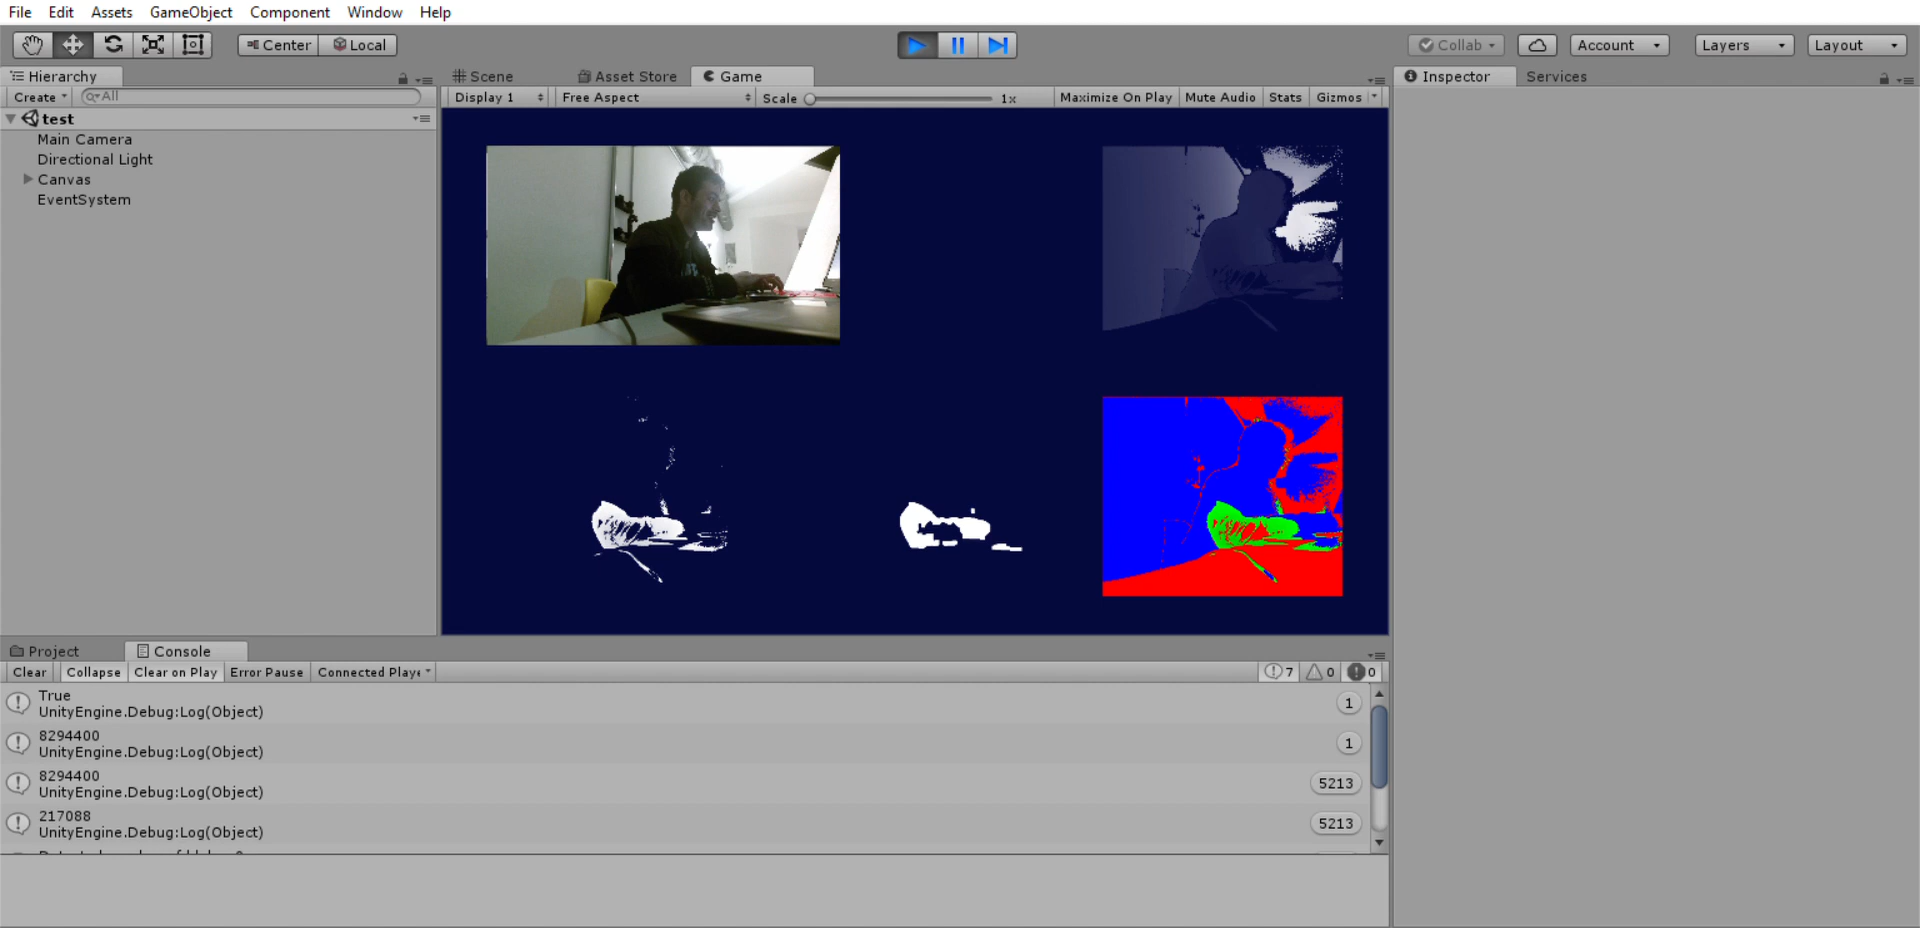 File Edit Assets GameObject Component Window Help
Center Local
Collab Account Layers Layout
Hierarchy
Scene Asset Store Game
Inspector Services
Create All
Display 1 Free Aspect Scale 1x Maximize On Play Mute Audio Stats Gizmos
test
Main Camera
Directional Light
Canvas
EventSystem
Project Console
Clear Collapse Clear on Play Error Pause Connected Playe 7 0 0
True
UnityEngine.Debug:Log(Object) 1
8294400
UnityEngine.Debug:Log(Object) 1
8294400
UnityEngine.Debug:Log(Object) 5213
217088
UnityEngine.Debug:Log(Object) 5213